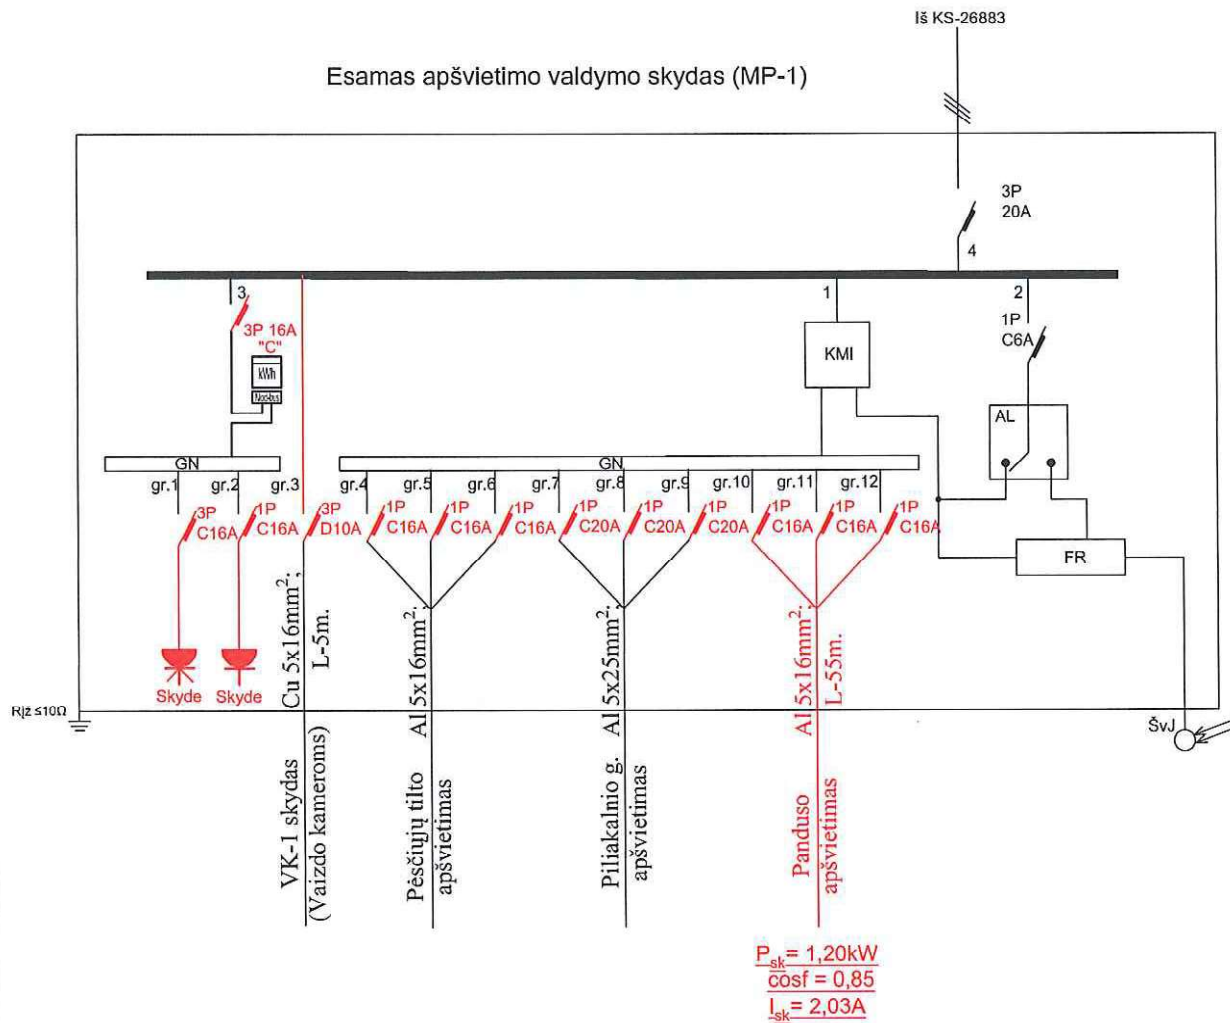 Iš KS-26883
Esamas apšvietimo valdymo skydas (MP-1)
3P
20A
4
3
1
2
3P 16A
"C"
kWh
Mod-bus
KMI
1P
C6A
AL
GN
GN
gr.1
gr.2
gr.3
gr.4
gr.5
gr.6
gr.7
gr.8
gr.9
gr.10
gr.11
gr.12
3P
C16A
1P
C16A
3P
D10A
1P
C16A
1P
C16A
1P
C16A
1P
C20A
1P
C20A
1P
C20A
1P
C16A
1P
C16A
1P
C16A
FR
Cu 5x16mm²;
L-5m.
Al 5x16mm²;
Al 5x25mm²;
Al 5x16mm²;
L-55m.
Skyde
Skyde
Rįž ≤10Ω
ŠvJ
VK-1 skydas
(Vaizdo kameroms)
Pėsčiųjų tilto
apšvietimas
Piliakalnio g.
apšvietimas
Panduso
apšvietimas
Psk= 1,20kW
cosf = 0,85
Isk= 2,03A